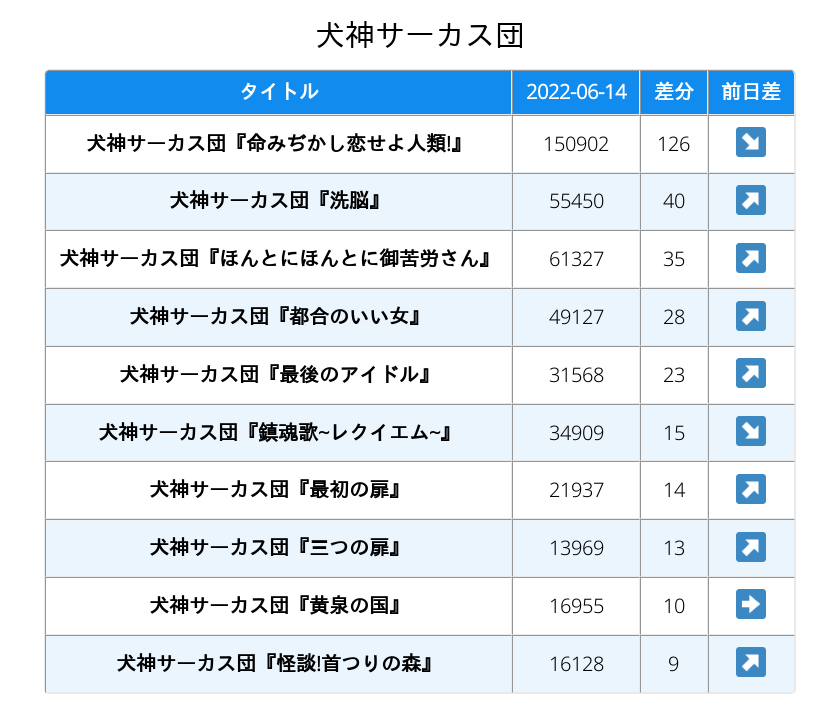 犬神サーカス団
タイトル 2022-06-14 差分 前日差
犬神サーカス団『命みぢかし恋せよ人類!』 150902 126 ↘
犬神サーカス団『洗脳』 55450 40 ↗
犬神サーカス団『ほんとにほんとに御苦労さん』 61327 35 ↗
犬神サーカス団『都合のいい女』 49127 28 ↗
犬神サーカス団『最後のアイドル』 31568 23 ↗
犬神サーカス団『鎮魂歌~レクイエム~』 34909 15 ↘
犬神サーカス団『最初の扉』 21937 14 ↗
犬神サーカス団『三つの扉』 13969 13 ↗
犬神サーカス団『黄泉の国』 16955 10 ➡
犬神サーカス団『怪談!首つりの森』 16128 9 ↗